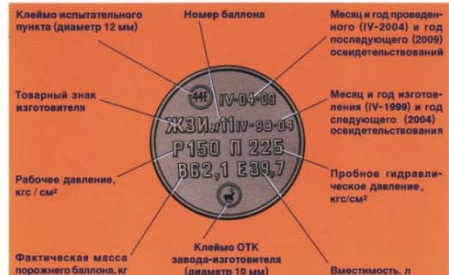 Клеймо испытательного
пункта (диаметр 12 мм)
Номер баллона
Месяц и год проведен-
ного (IV-2004) и год
последующего (2009)
освидетельствований
Товарный знак
изготовителя
44Е IV-04-09
ЖЗИ №11 IV-99-04
Р150 П 225
В62,1 Е39,7
Месяц и год изготов-
ления (IV-1999) и год
следующего (2004)
освидетельствования
Рабочее давление,
кгс / см²
Пробное гидравли-
ческое давление,
кгс/см²
Фактическая масса
порожнего баллона, кг
Клеймо ОТК
завода-изготовителя
(диаметр 10 мм)
Вместимость, л